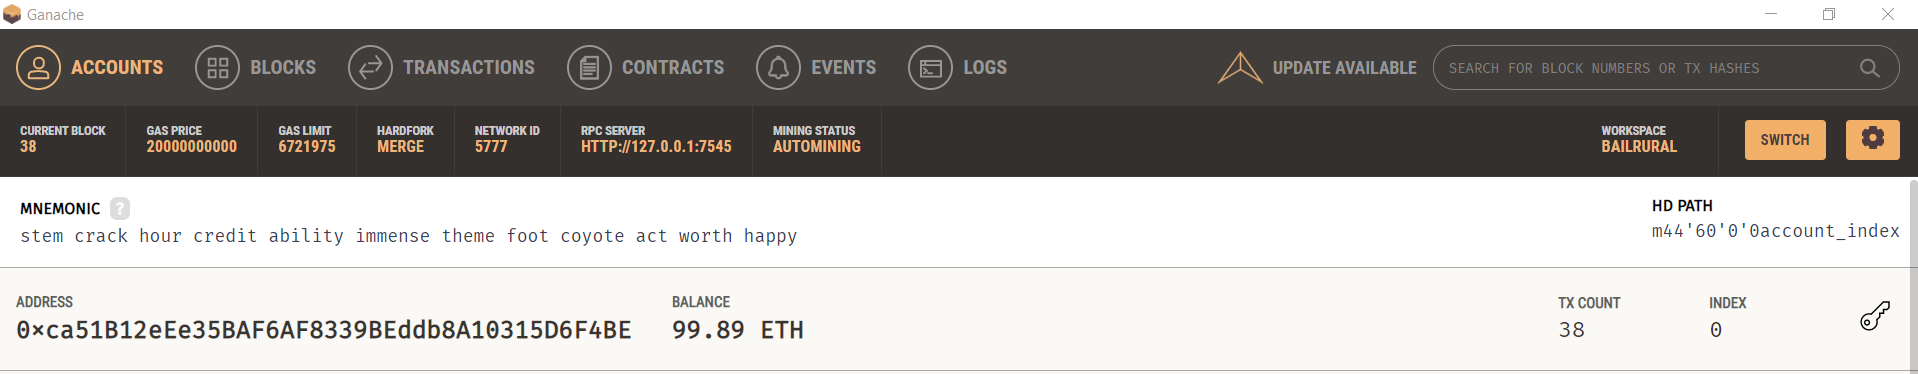 Ganache
ACCOUNTS BLOCKS TRANSACTIONS CONTRACTS EVENTS LOGS UPDATE AVAILABLE SEARCH FOR BLOCK NUMBERS OR TX HASHES
CURRENT BLOCK GAS PRICE GAS LIMIT HARDFORK NETWORK ID RPC SERVER MINING STATUS WORKSPACE
38 20000000000 6721975 MERGE 5777 HTTP://127.0.0.1:7545 AUTOMINING BAILRURAL SWITCH
MNEMONIC ? HD PATH
stem crack hour credit ability immense theme foot coyote act worth happy m44'60'0'0account_index
ADDRESS BALANCE TX COUNT INDEX
0×ca51B12eEe35BAF6AF8339BEddb8A10315D6F4BE 99.89 ETH 38 0